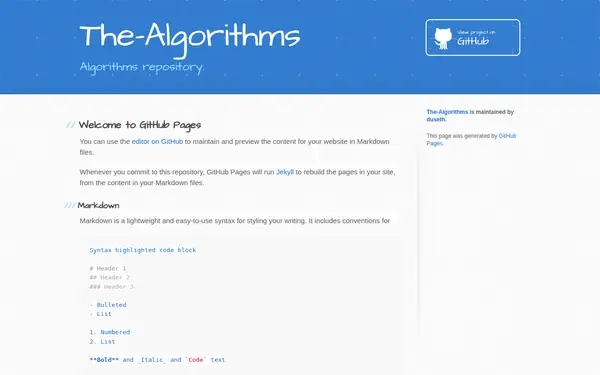 The-Algorithms
Algorithms repository.
View project on
GitHub
The-Algorithms is maintained by
duseth.
This page was generated by GitHub
Pages.
// Welcome to GitHub Pages
You can use the editor on GitHub to maintain and preview the content for your website in Markdown
files.
Whenever you commit to this repository, GitHub Pages will run Jekyll to rebuild the pages in your site,
from the content in your Markdown files.
/// Markdown
Markdown is a lightweight and easy-to-use syntax for styling your writing. It includes conventions for
Syntax highlighted code block
# Header 1
## Header 2
### Header 3
- Bulleted
- List
1. Numbered
2. List
**Bold** and _Italic_ and `Code` text